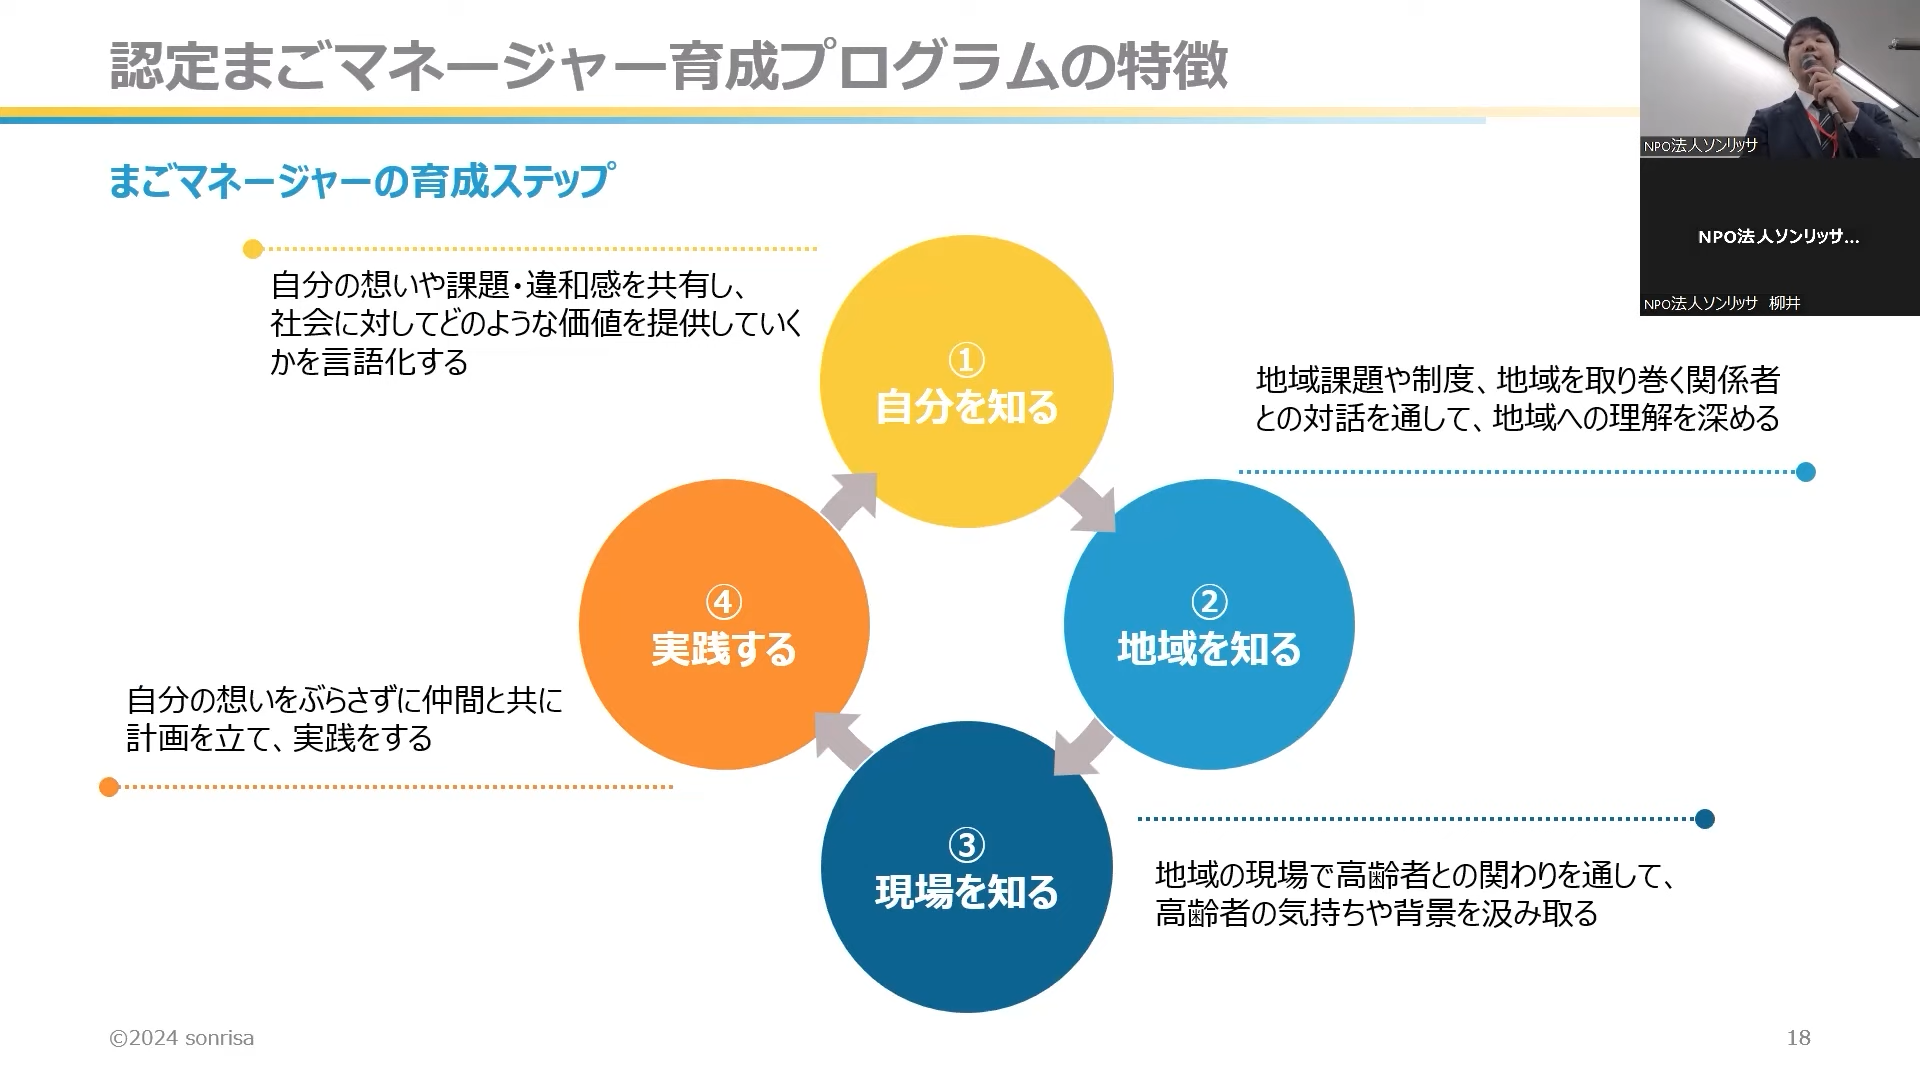 認定まごマネージャー育成プログラムの特徴
まごマネージャーの育成ステップ
自分の想いや課題・違和感を共有し、
社会に対してどのような価値を提供していく
かを言語化する
①
自分を知る
地域課題や制度、地域を取り巻く関係者
との対話を通して、地域への理解を深める
②
地域を知る
③
現場を知る
地域の現場で高齢者との関わりを通して、
高齢者の気持ちや背景を汲み取る
④
実践する
自分の想いをぶらさずに仲間と共に
計画を立て、実践をする
NPO法人ソンリッサ
NPO法人ソンリッサ...
NPO法人ソンリッサ 柳井
©2024 sonrisa
18